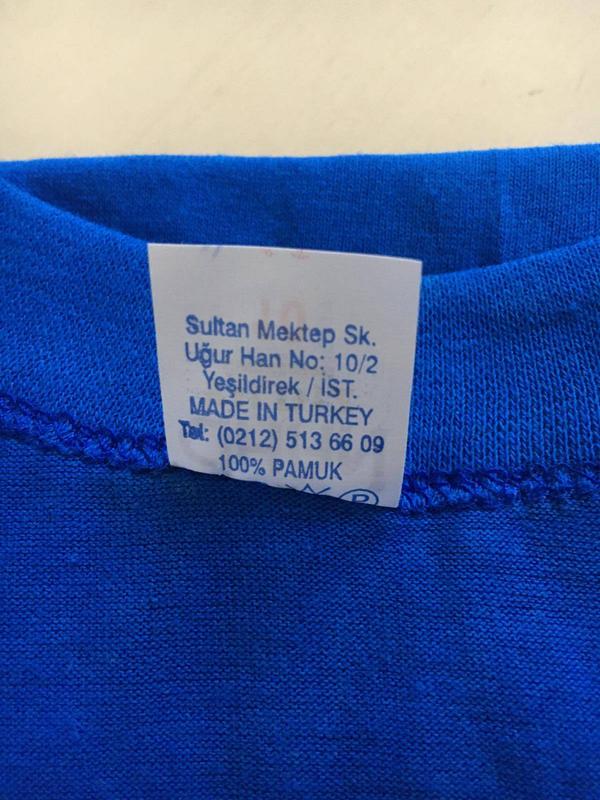 Sultan Mektep Sk.
Uğur Han No: 10/2
Yeşildirek / İST.
MADE IN TURKEY
Tel: (0212) 513 66 09
100% PAMUK
P